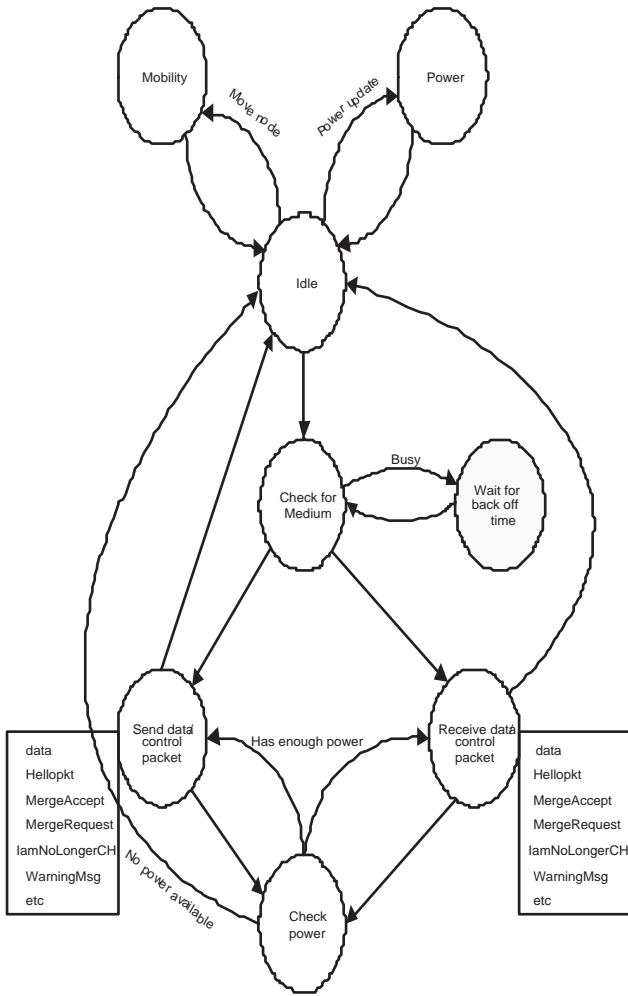 Mobility
Power
Move node
Power update
Idle
Busy
Check for
Medium
Wait for
back off
time
Send data/
control
packet
Has enough power
Receive data/
control
packet
data
Hellopkt
MergeAccept
MergeRequest
IamNoLongerCH
WarningMsg
etc
data
Hellopkt
MergeAccept
MergeRequest
IamNoLongerCH
WarningMsg
etc
No power available
Check
power